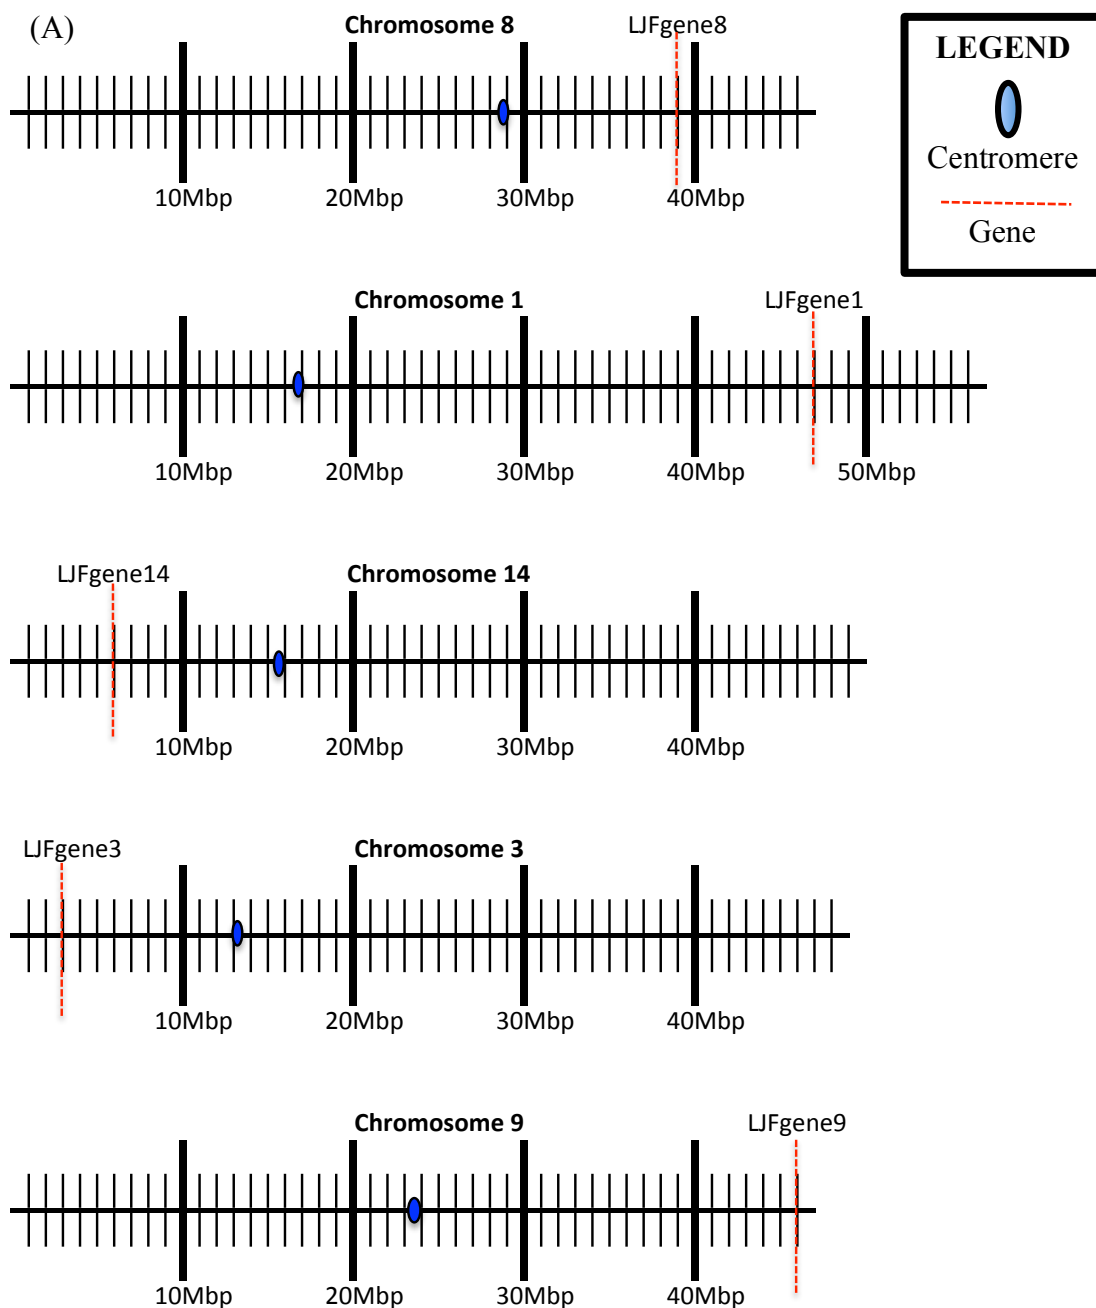 (A)
Chromosome 8
LJFgene8
10Mbp
20Mbp
30Mbp
40Mbp
LEGEND
Centromere
Gene
Chromosome 1
LJFgene1
10Mbp
20Mbp
30Mbp
40Mbp
50Mbp
LJFgene14
Chromosome 14
10Mbp
20Mbp
30Mbp
40Mbp
LJFgene3
Chromosome 3
10Mbp
20Mbp
30Mbp
40Mbp
Chromosome 9
LJFgene9
10Mbp
20Mbp
30Mbp
40Mbp